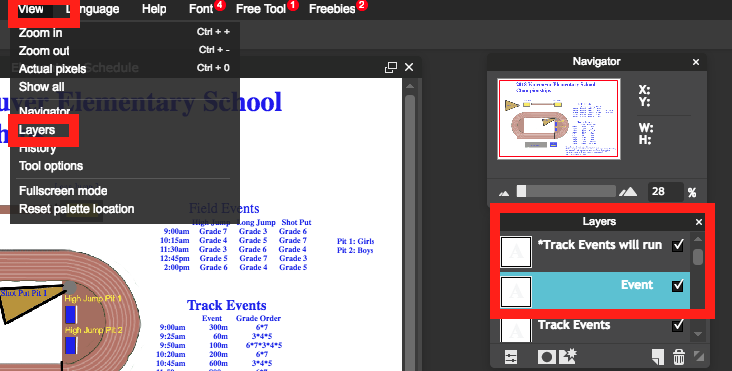 View Language Help Font 4 Free Tool 1 Freebies 2
Zoom in Ctrl + +
Zoom out Ctrl + -
Actual pixels Ctrl + 0
Show all
Navigator
Layers
History
Tool options
Fullscreen mode
Reset palette location
Schedule
Elementary School
Field Events
High Jump Long Jump Shot Put
9:00am Grade 7 Grade 3 Grade 6
10:15am Grade 4 Grade 5 Grade 7
11:30am Grade 3 Grade 6 Grade 4
12:45pm Grade 5 Grade 7 Grade 3
2:00pm Grade 6 Grade 4 Grade 5
Pit 1: Girls
Pit 2: Boys
Shot Put Pit 1
High Jump Pit 1
High Jump Pit 2
Track Events
Event Grade Order
9:00am 300m 6*7
9:25am 60m 3*4*5
9:50am 100m 6*7*3*4*5
10:20am 200m 6*7
10:45am 600m 3*4*5
Navigator
Elementary School
Championships
X:
Y:
W:
H:
28 %
Layers
*Track Events will run
Event
Track Events